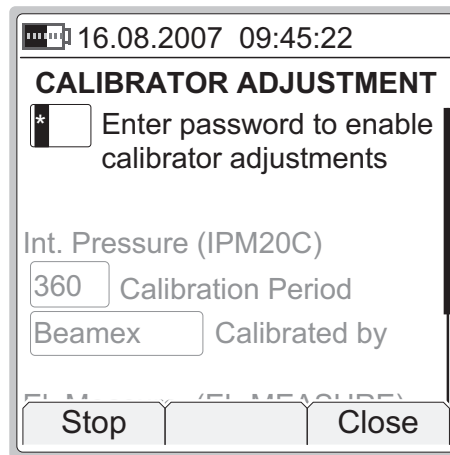 16.08.2007 09:45:22
CALIBRATOR ADJUSTMENT
* Enter password to enable
calibrator adjustments
Int. Pressure (IPM20C)
360 Calibration Period
Beamex Calibrated by
Stop Close